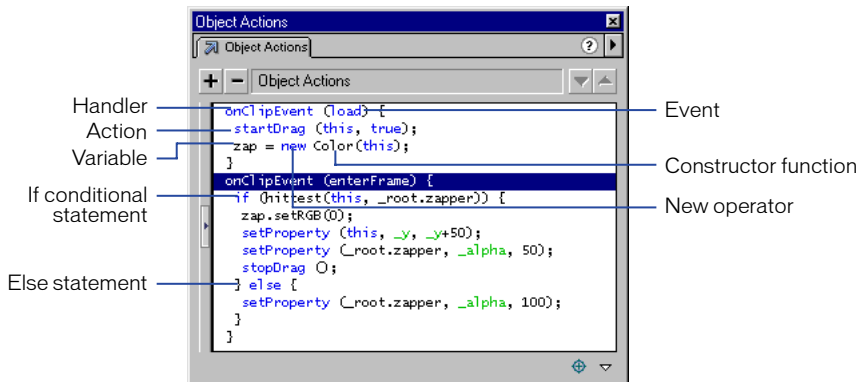 Object Actions
Object Actions
?
+ - Object Actions
Handler
Action
Variable
If conditional
statement
Else statement
onClipEvent (load) {
startDrag (this, true);
zap = new Color(this);
}
onClipEvent (enterFrame) {
if (hittest(this, _root.zapper)) {
zap.setRGB(0);
setProperty (this, _y, _y+50);
setProperty (_root.zapper, _alpha, 50);
stopDrag ();
} else {
setProperty (_root.zapper, _alpha, 100);
}
}
Event
Constructor function
New operator